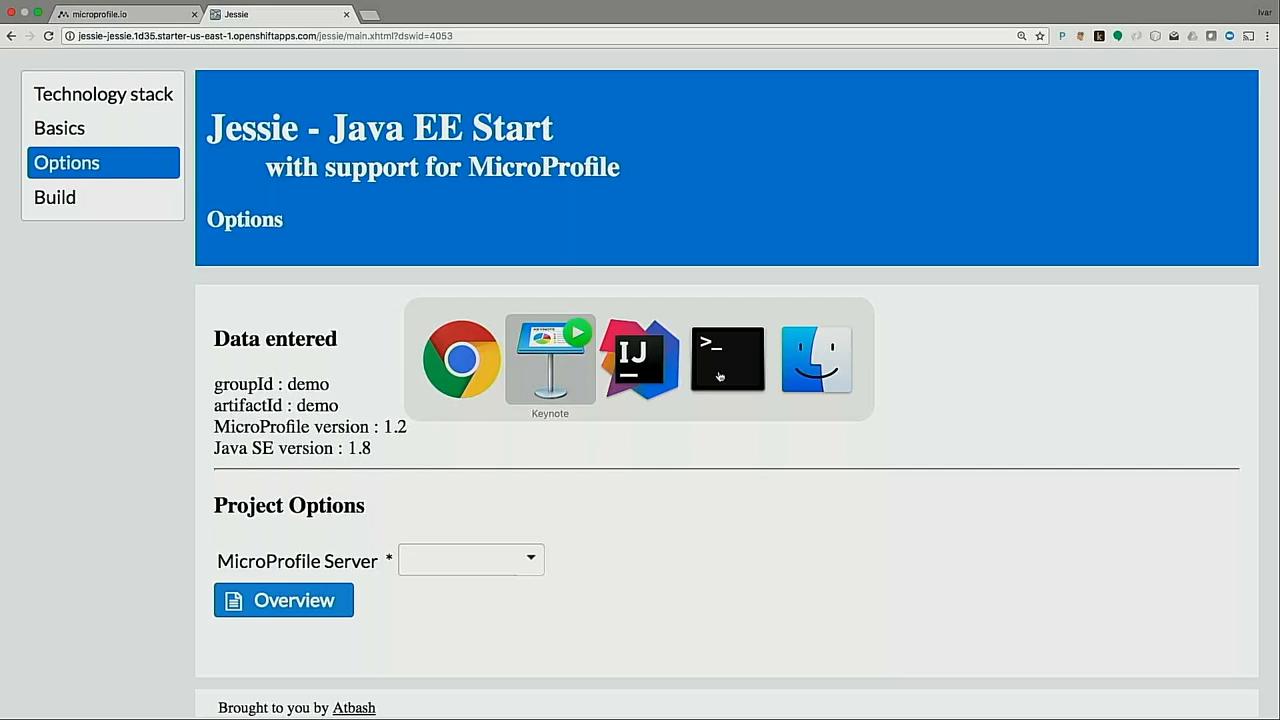 microprofile.io
Jessie
Ivar
jessie-jessie.1d35.starter-us-east-1.openshiftapps.com/jessie/main.xhtml?dswid=4053
Technology stack
Basics
Options
Build
Jessie - Java EE Start
with support for MicroProfile
Options
Data entered
groupId : demo
artifactId : demo
MicroProfile version : 1.2
Java SE version : 1.8
KEYNOTE
IJ
>_
Keynote
Project Options
MicroProfile Server *
Overview
Brought to you by Atbash